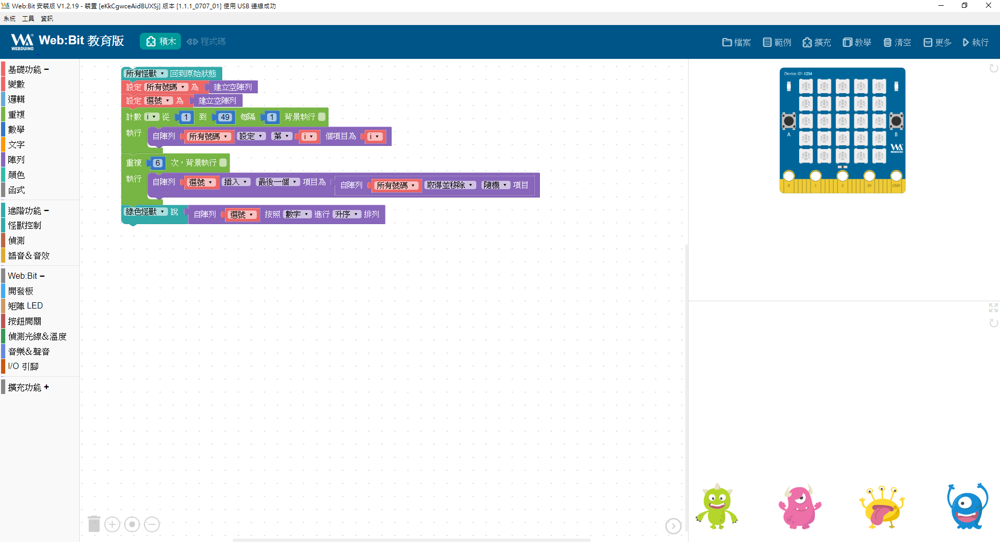 Web:Bit 安裝版 V1.2.19 - 裝置 [eKkCgwceAidBUXSj] 版本 [1.1.1_0707_01] 使用 USB 連線成功
系統 工具 資訊
WEBDUINO Web:Bit 教育版 積木 程式碼 檔案 範例 擴充 教學 清空 更多 執行
基礎功能
變數
邏輯
重複
數學
文字
陣列
顏色
函式
進階功能
怪獸控制
偵測
語音&音效
Web:Bit
開發板
矩陣 LED
按鈕開關
偵測光線&溫度
音樂&聲音
I/O 引腳
擴充功能
所有怪獸 回到原始狀態
設定 所有號碼 為 建立空陣列
設定 選號 為 建立空陣列
計數 i 從 1 到 49 每隔 1 背景執行
執行 自陣列 所有號碼 設定 第 i 個項目為 i
重複 6 次，背景執行
執行 自陣列 選號 插入 最後一個 項目為 自陣列 所有號碼 取得並移除 隨機 項目
綠色怪獸 說 自陣列 選號 按照 數字 進行 升序 排列
Device ID: 1234
A B
WEBDUINO
0 1 2 3V GND